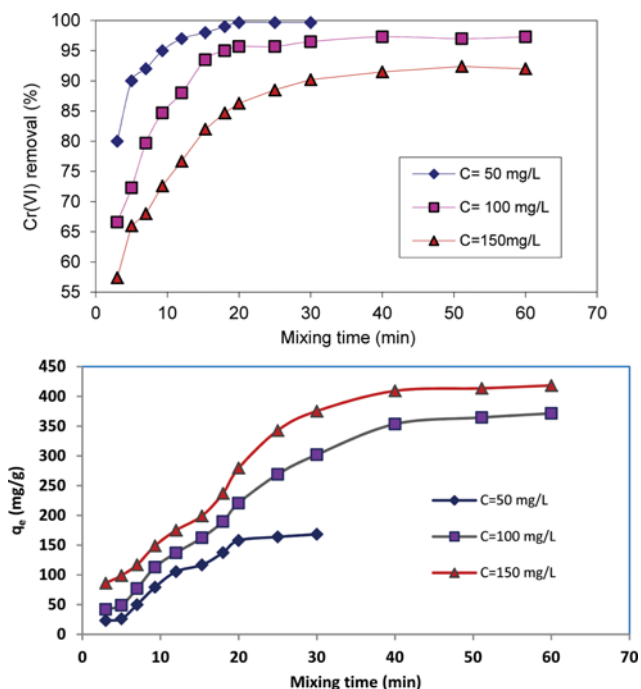 Cr(VI) removal (%)
100
95
90
85
80
75
70
65
60
55
C= 50 mg/L
C= 100 mg/L
C=150mg/L
0 10 20 30 40 50 60 70
Mixing time (min)
qe (mg/g)
450
400
350
300
250
200
150
100
50
0
C=50 mg/L
C=100 mg/L
C=150 mg/L
0 10 20 30 40 50 60 70
Mixing time (min)